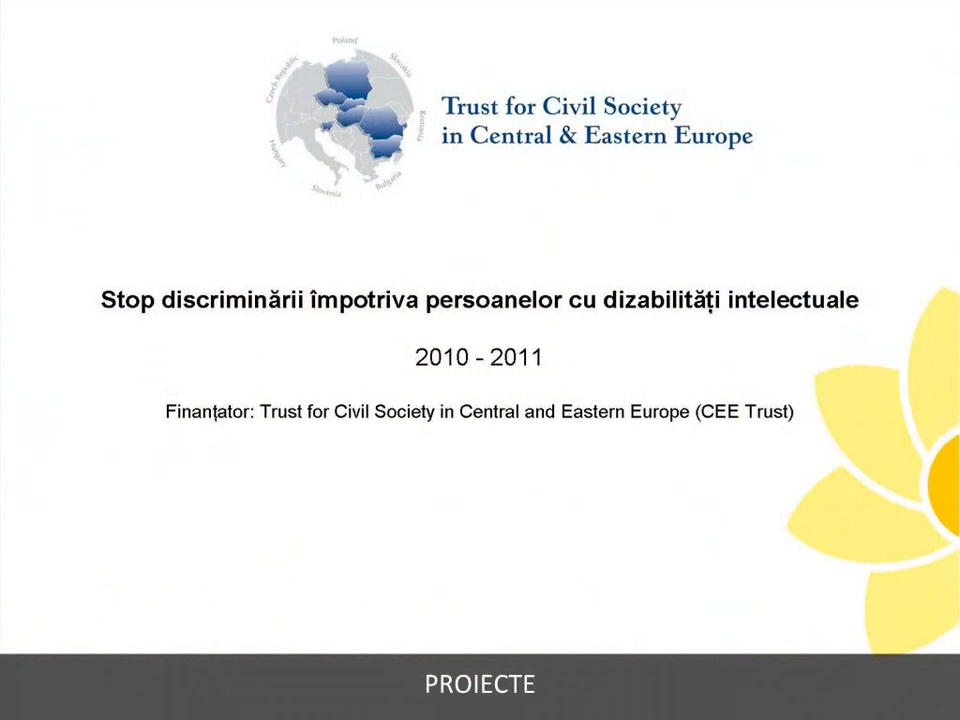 Poland
Czech Republic
Slovakia
Romania
Hungary
Slovenia
Bulgaria
Trust for Civil Society
in Central & Eastern Europe
Stop discriminării împotriva persoanelor cu dizabilități intelectuale
2010 - 2011
Finanțator: Trust for Civil Society in Central and Eastern Europe (CEE Trust)
PROIECTE